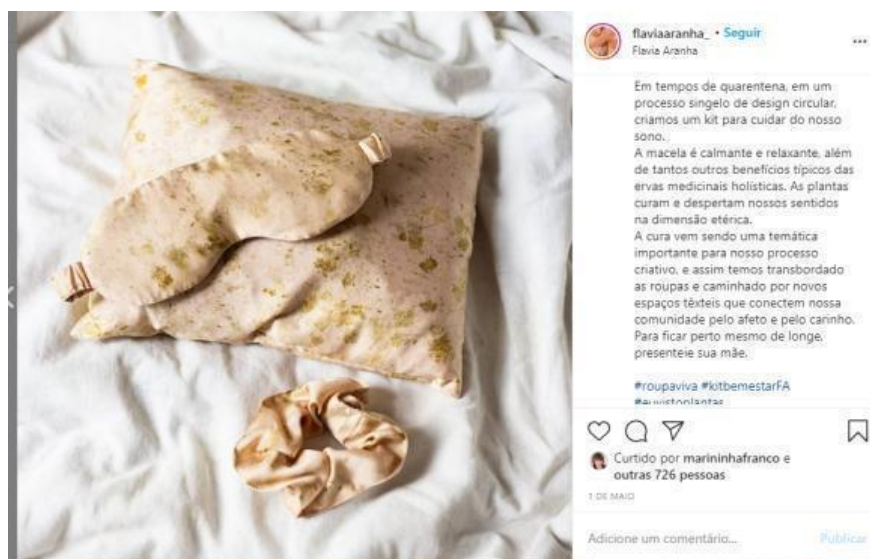 flaviaaranha_ • Seguir
Flavia Aranha
Em tempos de quarentena, em um
processo singelo de design circular,
criamos um kit para cuidar do nosso
sono.
A macela é calmante e relaxante, além
de tantos outros benefícios típicos das
ervas medicinais holísticas. As plantas
curam e despertam nossos sentidos
na dimensão etérica.
A cura vem sendo uma temática
importante para nosso processo
criativo, e assim temos transbordado
as roupas e caminhado por novos
espaços têxteis que conectem nossa
comunidade pelo afeto e pelo carinho.
Para ficar perto mesmo de longe,
presenteie sua mãe.
#roupaviva #kitbemestarFA
#euvistoplantas
Curtido por marininhafranco e
outras 726 pessoas
1 DE MAIO
Adicione um comentário...
Publicar